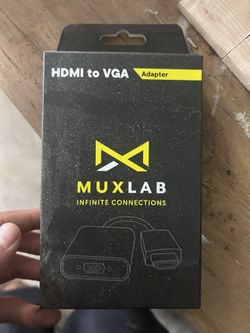 HDMI to VGA Adapter
MUXLAB
INFINITE CONNECTIONS